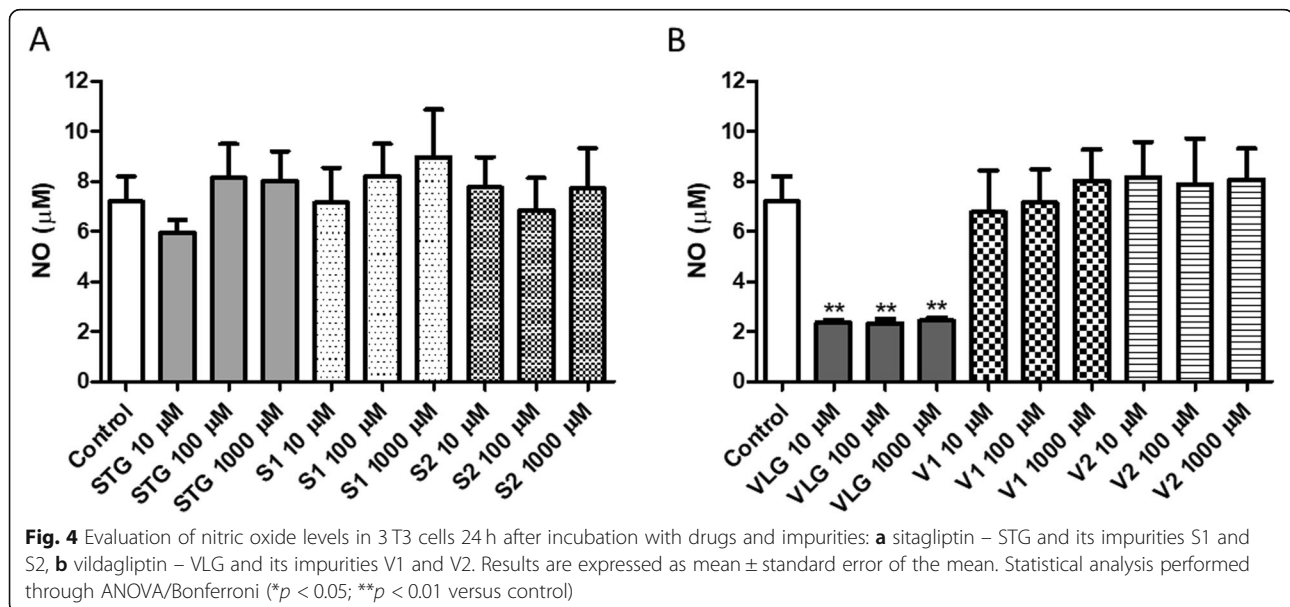 A
B
12
10
8
6
4
2
0
NO (µM)
Control
STG 10 µM
STG 100 µM
STG 1000 µM
S1 10 µM
S1 100 µM
S1 1000 µM
S2 10 µM
S2 100 µM
S2 1000 µM
12
10
8
6
4
2
0
NO (µM)
**
**
**
Control
VLG 10 µM
VLG 100 µM
VLG 1000 µM
V1 10 µM
V1 100 µM
V1 1000 µM
V2 10 µM
V2 100 µM
V2 1000 µM
Fig. 4 Evaluation of nitric oxide levels in 3 T3 cells 24 h after incubation with drugs and impurities: a sitagliptin – STG and its impurities S1 and
S2, b vildagliptin – VLG and its impurities V1 and V2. Results are expressed as mean ± standard error of the mean. Statistical analysis performed
through ANOVA/Bonferroni (*p < 0.05; **p < 0.01 versus control)